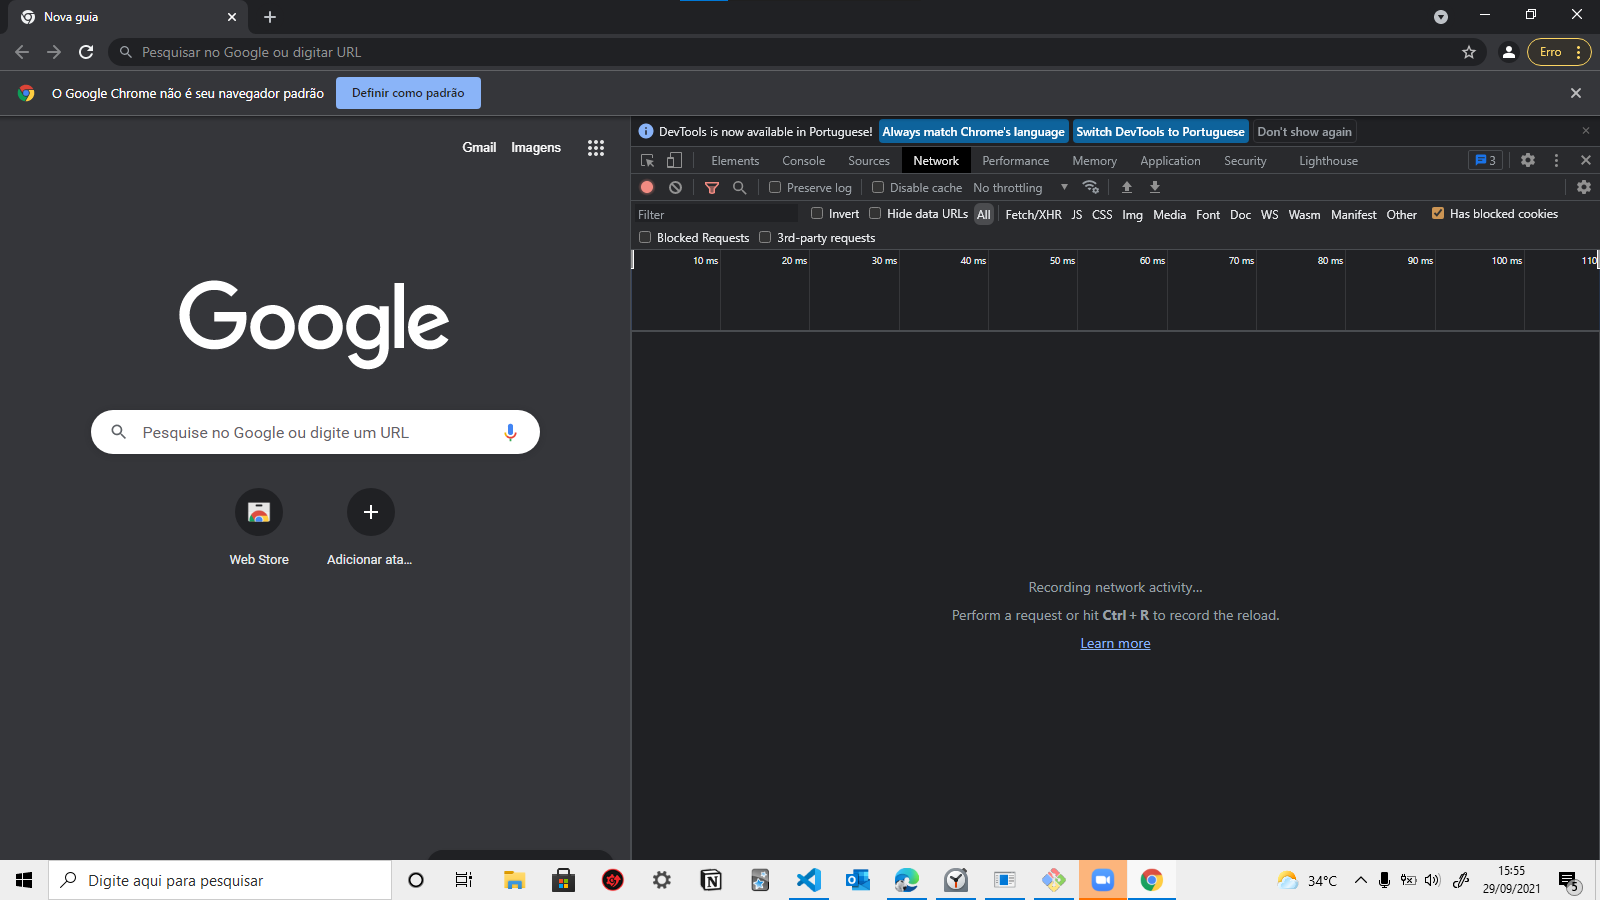 Nova guia
Pesquisar no Google ou digitar URL
Erro
O Google Chrome não é seu navegador padrão Definir como padrão
Gmail Imagens
Google
Pesquise no Google ou digite um URL
Web Store Adicionar ata...
DevTools is now available in Portuguese! Always match Chrome's language Switch DevTools to Portuguese Don't show again
Elements Console Sources Network Performance Memory Application Security Lighthouse 3
Preserve log Disable cache No throttling
Filter Invert Hide data URLs All Fetch/XHR JS CSS Img Media Font Doc WS Wasm Manifest Other Has blocked cookies
Blocked Requests 3rd-party requests
10 ms 20 ms 30 ms 40 ms 50 ms 60 ms 70 ms 80 ms 90 ms 100 ms 110
Recording network activity...
Perform a request or hit Ctrl + R to record the reload.
Learn more
Digite aqui para pesquisar
34°C
15:55
29/09/2021
5